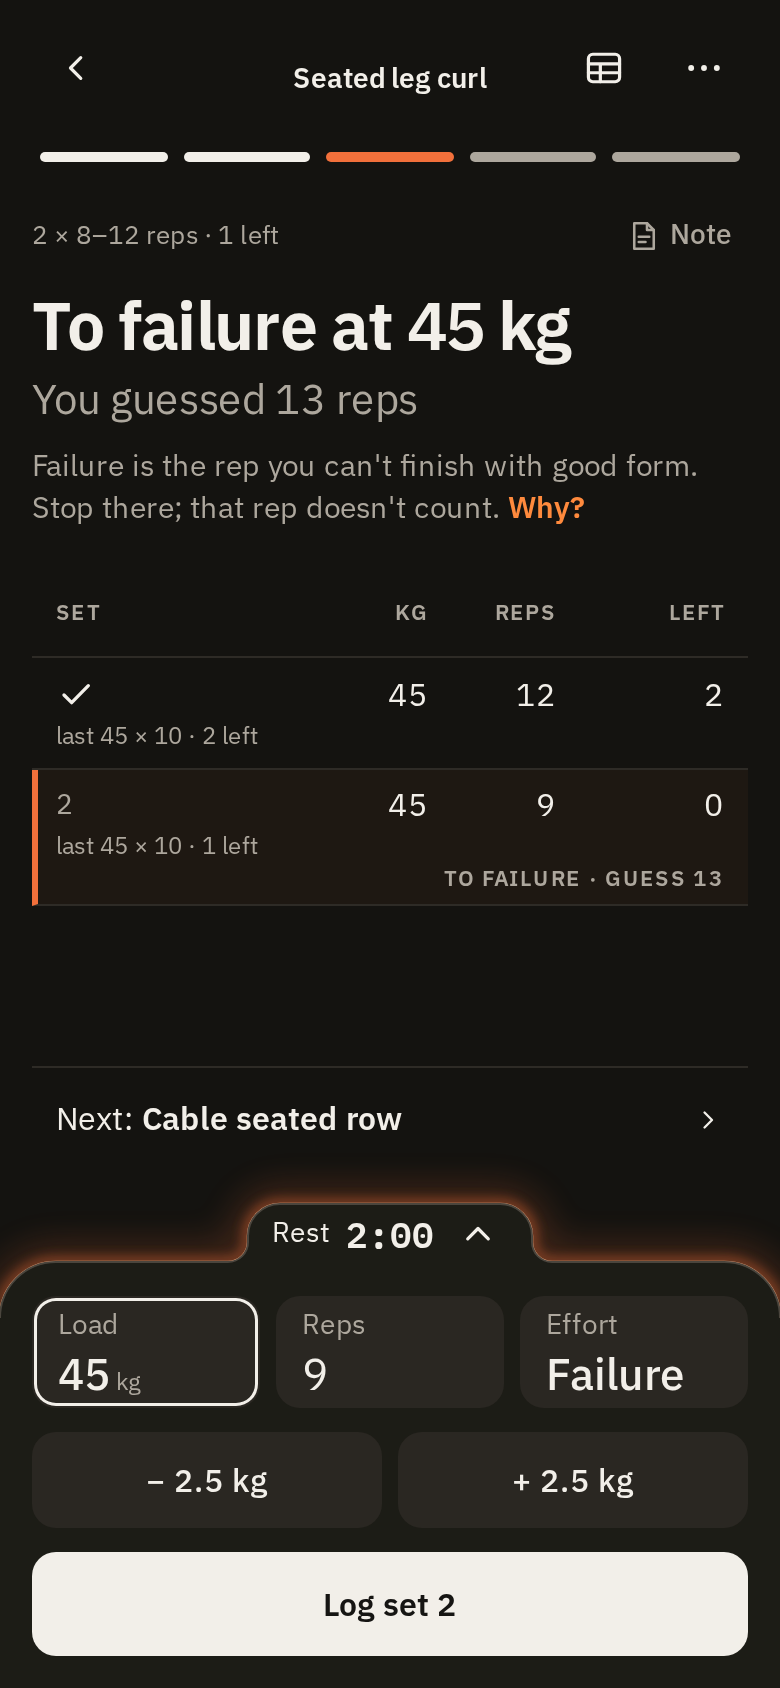 Seated leg curl
2 × 8–12 reps · 1 left
Note
To failure at 45 kg
You guessed 13 reps
Failure is the rep you can't finish with good form.
Stop there; that rep doesn't count. Why?
SET KG REPS LEFT
45 12 2
last 45 × 10 · 2 left
2 45 9 0
last 45 × 10 · 1 left
TO FAILURE · GUESS 13
Next: Cable seated row
Rest 2:00
Load Reps Effort
45 kg 9 Failure
– 2.5 kg + 2.5 kg
Log set 2